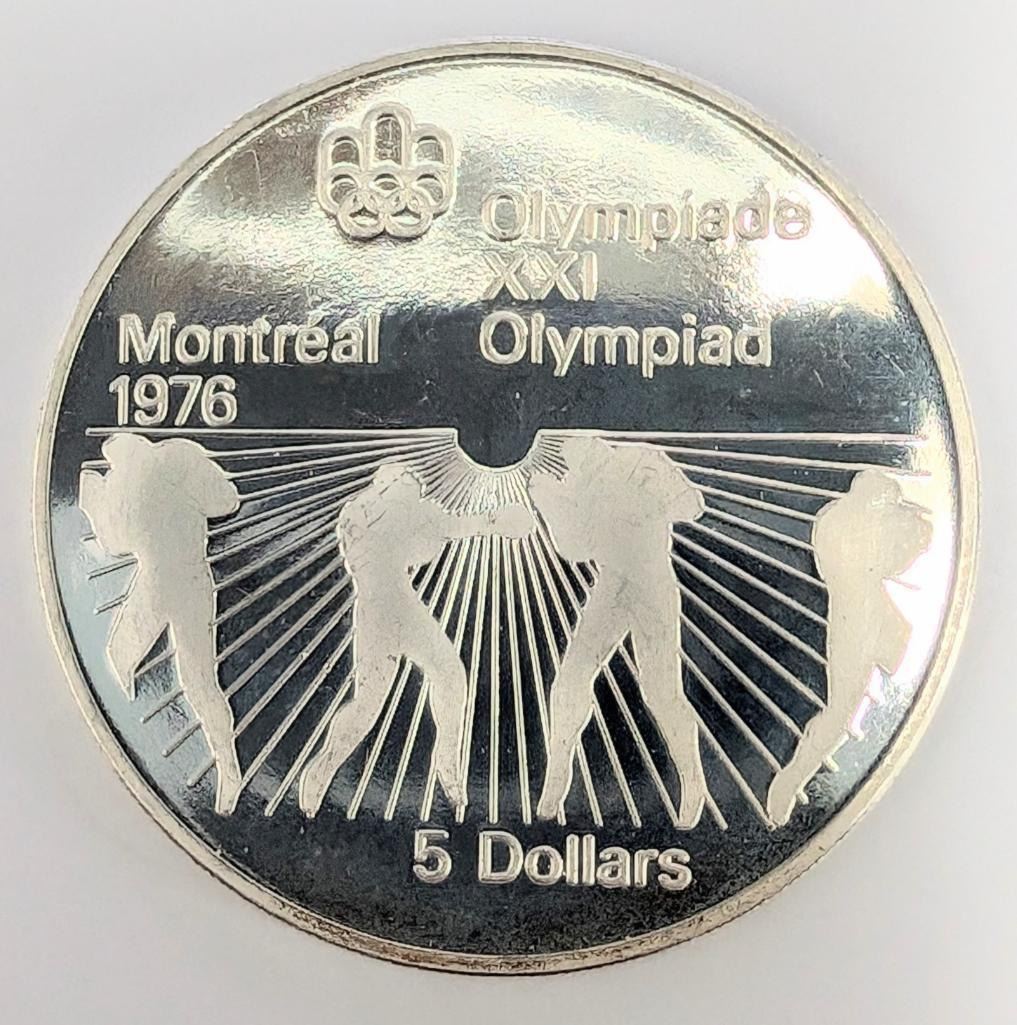 Olympiade
XXI
Olympiad
Montréal
1976
5 Dollars